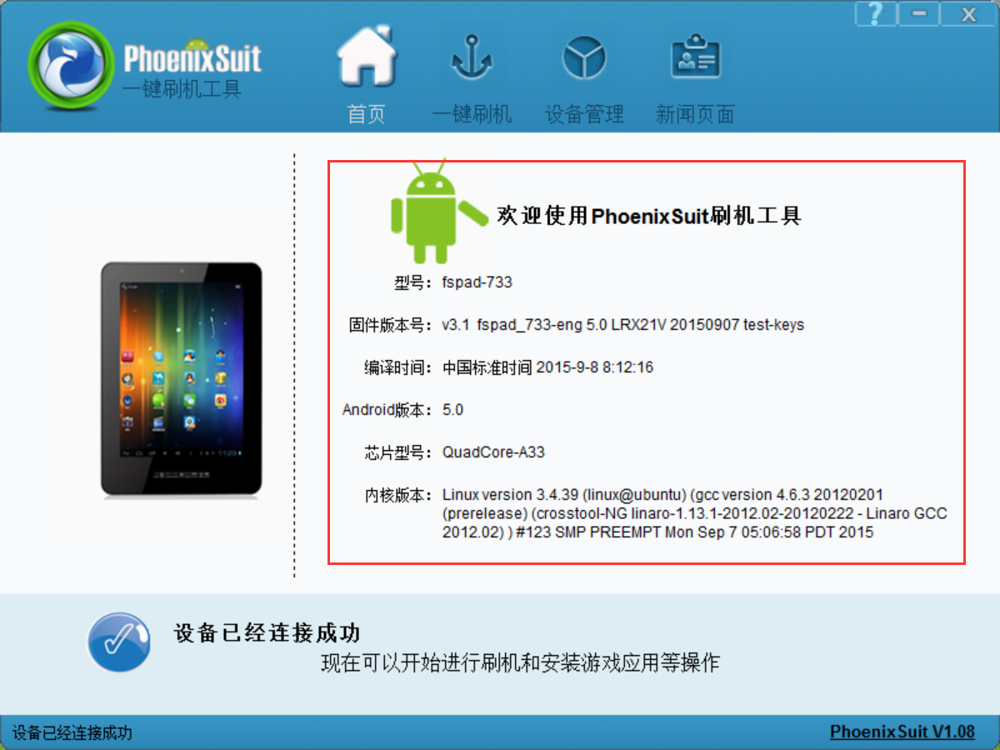 PhoenixSuit
一键刷机工具
首页
一键刷机
设备管理
新闻页面
欢迎使用PhoenixSuit刷机工具
型号： fspad-733
固件版本号： v3.1 fspad_733-eng 5.0 LRX21V 20150907 test-keys
编译时间： 中国标准时间 2015-9-8 8:12:16
Android版本： 5.0
芯片型号： QuadCore-A33
内核版本： Linux version 3.4.39 (linux@ubuntu) (gcc version 4.6.3 20120201
(prerelease) (crosstool-NG linaro-1.13.1-2012.02-20120222 - Linaro GCC
2012.02) ) #123 SMP PREEMPT Mon Sep 7 05:06:58 PDT 2015
设备已经连接成功
现在可以开始进行刷机和安装游戏应用等操作
设备已经连接成功
PhoenixSuit V1.08